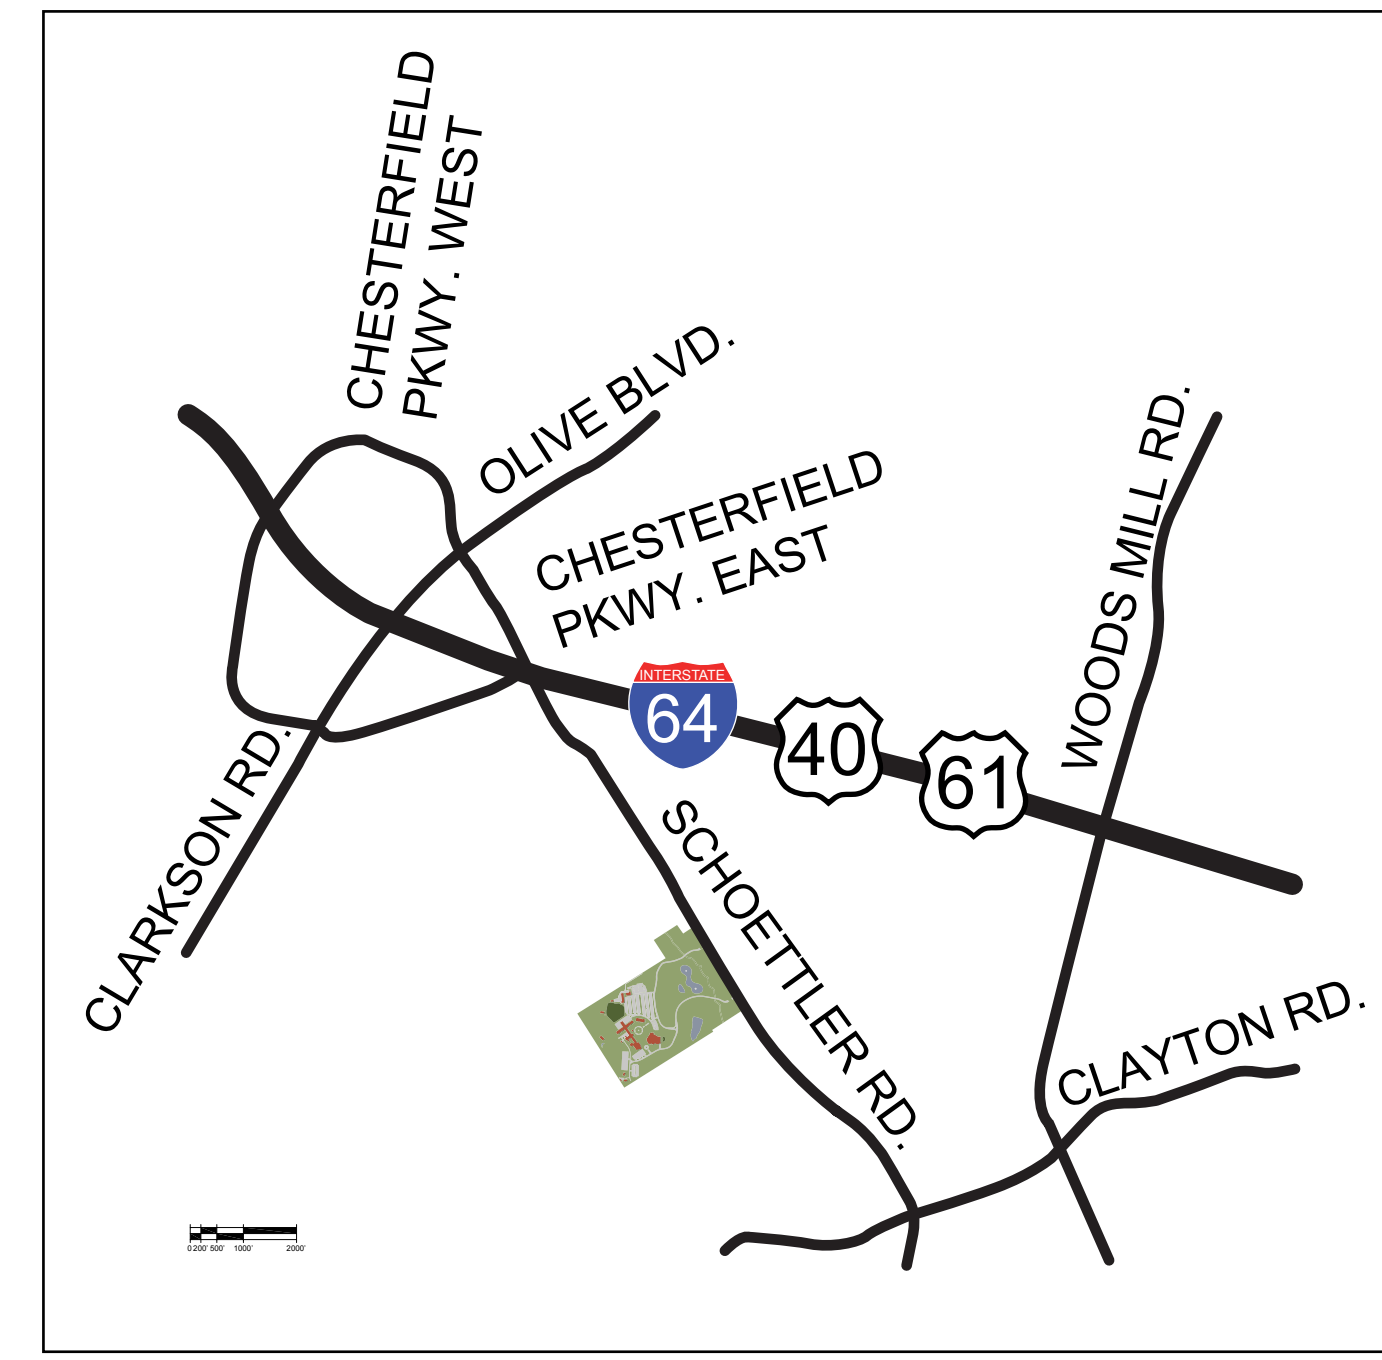 CHESTERFIELD
PKWY. WEST
OLIVE BLVD.
CHESTERFIELD
PKWY. EAST
WOODS MILL RD.
INTERSTATE
64
40
61
CLARKSON RD.
SCHOETTLER RD.
CLAYTON RD.
0 200' 500' 1000' 2000'